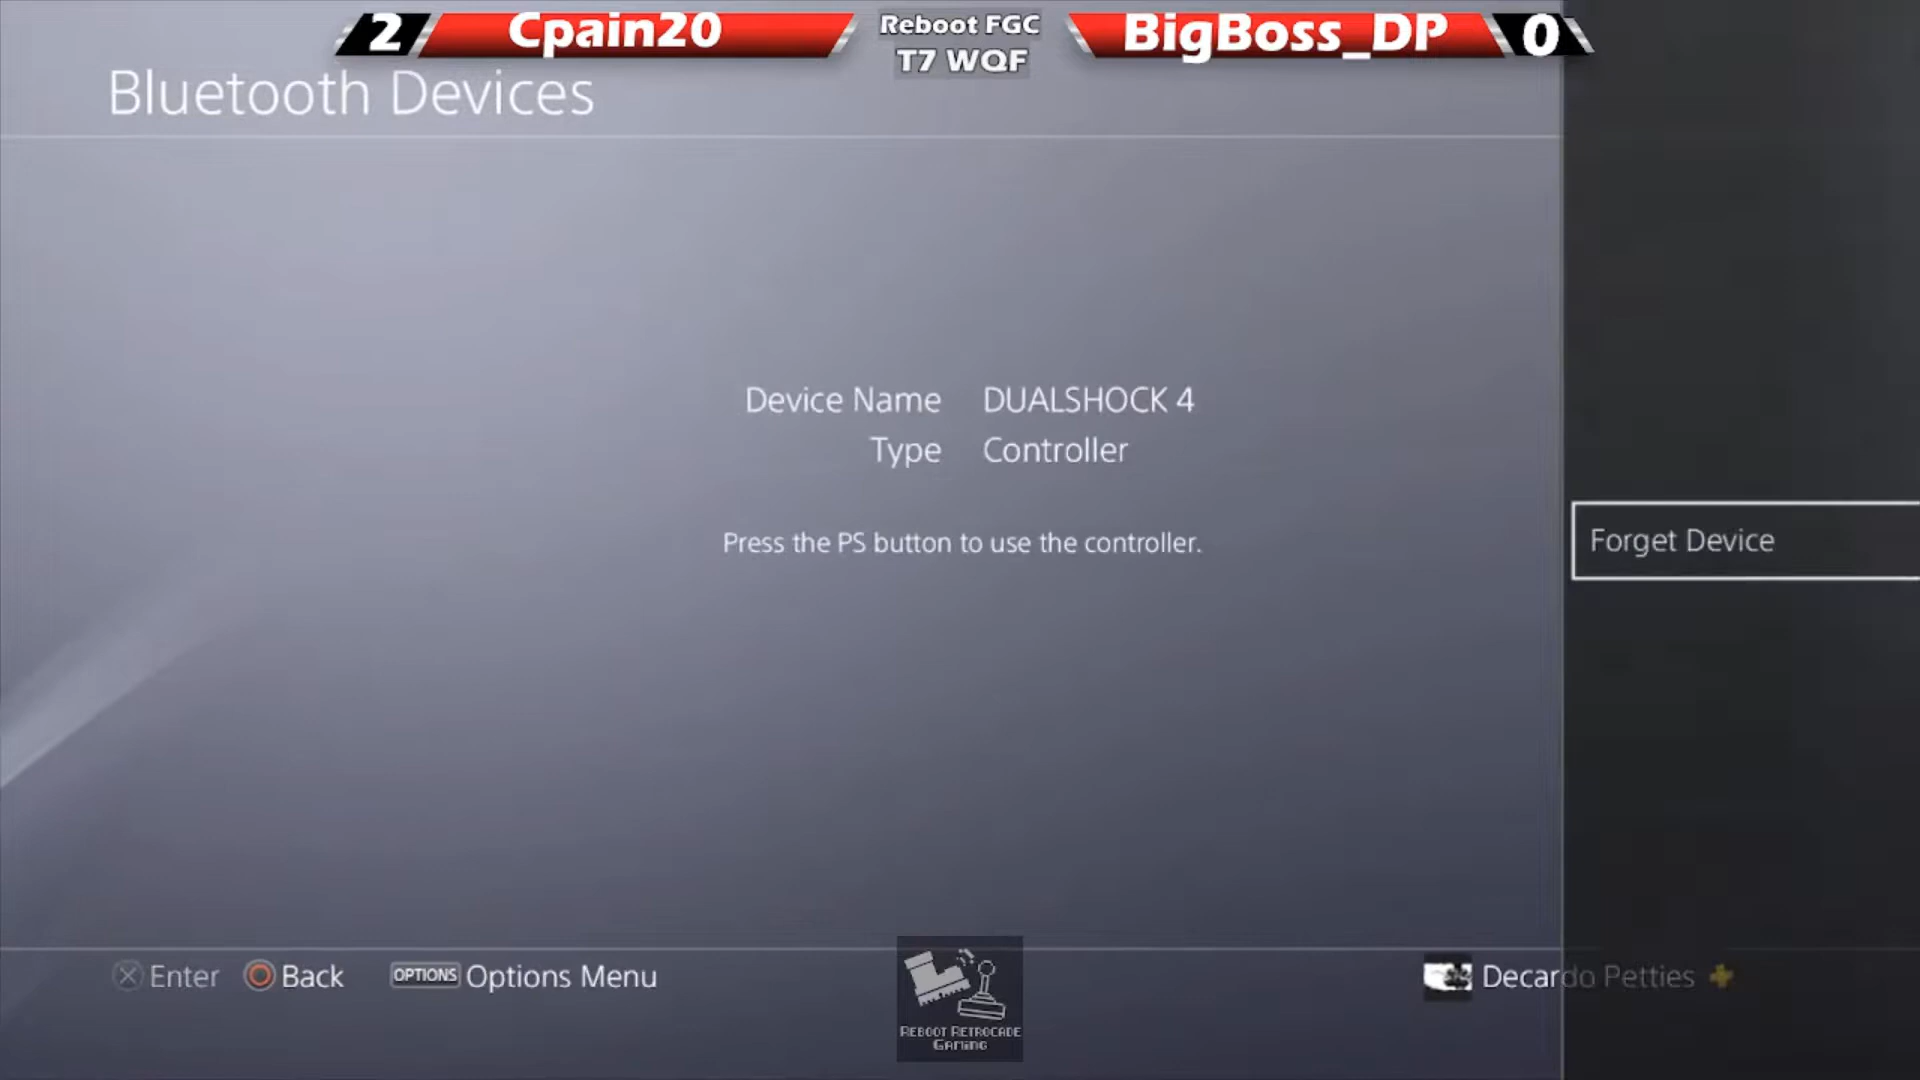 2 Cpain20 Reboot FGC BigBoss_DP 0
T7 WQF
Bluetooth Devices
Device Name DUALSHOCK 4
Type Controller
Press the PS button to use the controller.
Forget Device
Enter Back OPTIONS Options Menu
Decardo Petties
REBOOT RETROCADE
GAMING